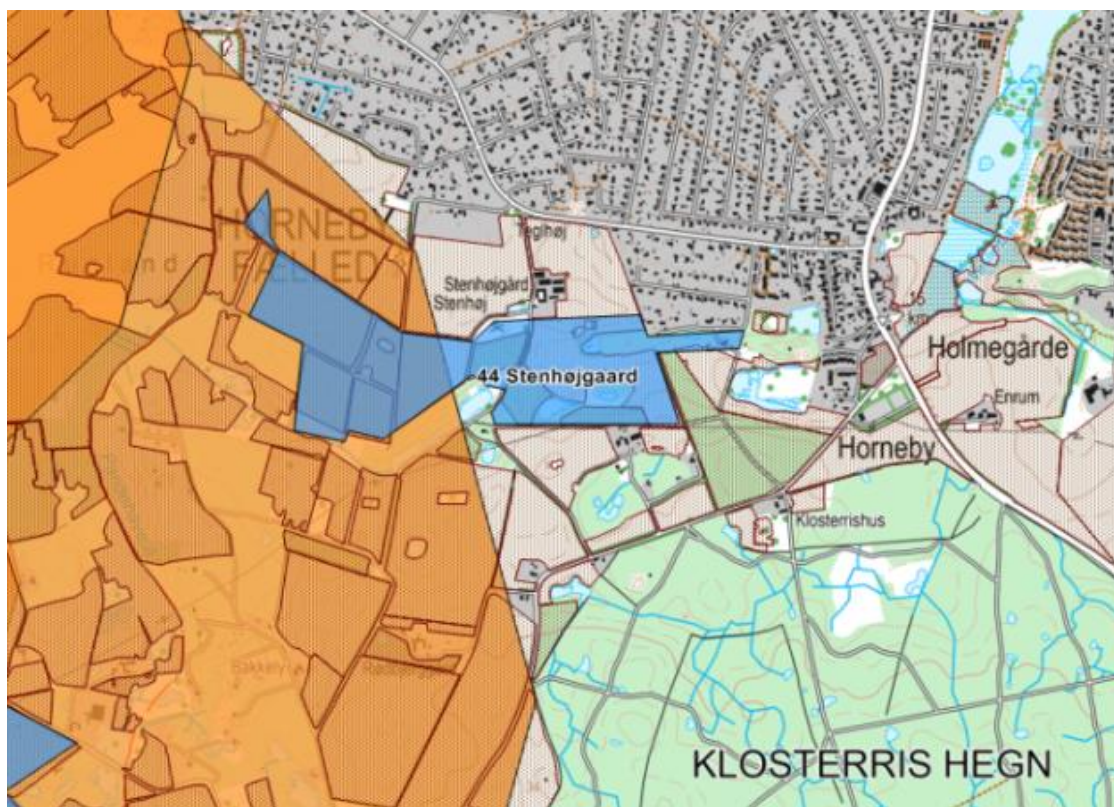 HORNEBY
FÆLLED
Teglhøj
Stenhøjgård
Stenhøj
44 Stenhøjgaard
Holmegårde
Enrum
Horneby
Klosterrishus
KLOSTERRIS HEGN